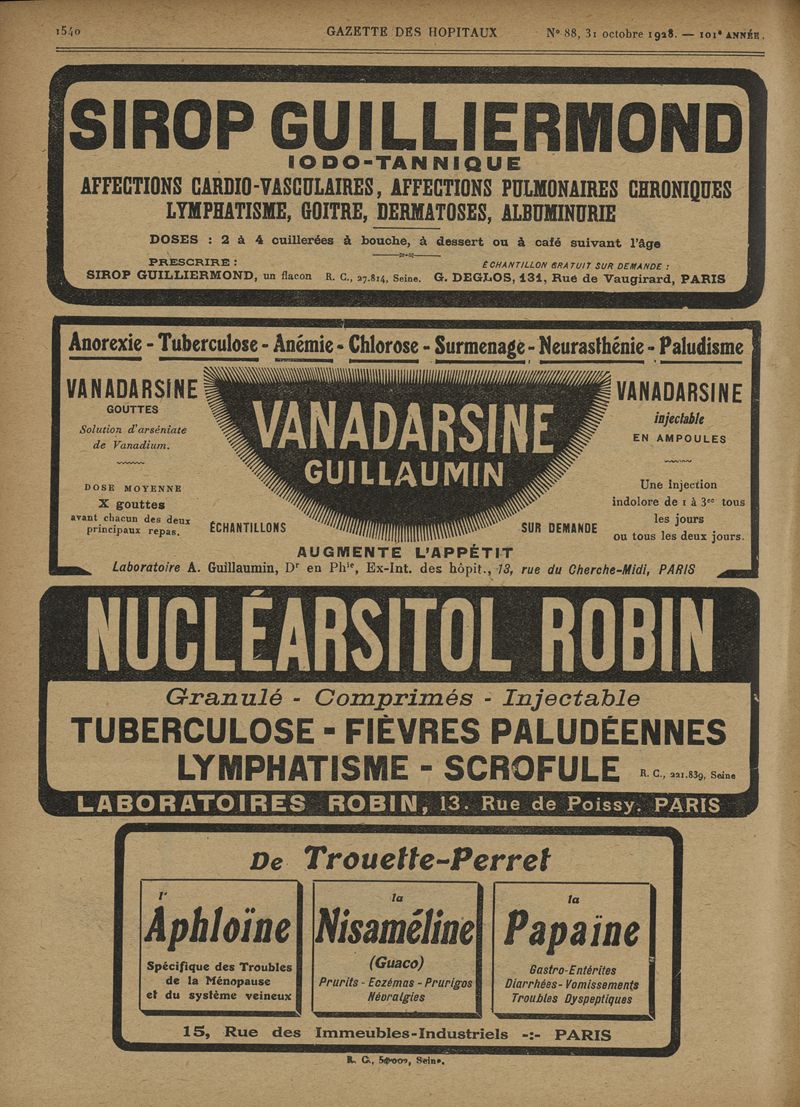 1540 GAZETTE DES HOPITAUX N° 88, 31 octobre 1928. — 101e ANNÉE.
SIROP GUILLIERMOND
IODO-TANNIQUE
AFFECTIONS CARDIO-VASCULAIRES, AFFECTIONS PULMONAIRES CHRONIQUES
LYMPHATISME, GOITRE, DERMATOSES, ALBUMINURIE
DOSES : 2 à 4 cuillerées à bouche, à dessert ou à café suivant l'âge
PRESCRIRE :
SIROP GUILLIERMOND, un flacon R. C., 27.814, Seine.
ÉCHANTILLON GRATUIT SUR DEMANDE :
G. DEGLOS, 131, Rue de Vaugirard, PARIS
Anorexie - Tuberculose - Anémie - Chlorose - Surmenage - Neurasthénie - Paludisme
VANADARSINE
GOUTTES
Solution d'arséniate
de Vanadium.
DOSE MOYENNE
X gouttes
avant chacun des deux
principaux repas.
VANADARSINE
GUILLAUMIN
ÉCHANTILLONS
SUR DEMANDE
VANADARSINE
injectable
EN AMPOULES
Une injection
indolore de 1 à 3cc tous
les jours
ou tous les deux jours.
AUGMENTE L'APPÉTIT
Laboratoire A. Guillaumin, Dr en Phie, Ex-Int. des hôpit., 13, rue du Cherche-Midi, PARIS
NUCLÉARSITOL ROBIN
Granulé - Comprimés - Injectable
TUBERCULOSE - FIÈVRES PALUDÉENNES
LYMPHATISME - SCROFULE R. C., 221.839, Seine
LABORATOIRES ROBIN, 13. Rue de Poissy. PARIS
De Trouette-Perret
l'
Aphloïne
Spécifique des Troubles
de la Ménopause
et du système veineux
la
Nisaméline
(Guaco)
Prurits - Eczémas - Prurigos
Névralgies
la
Papaïne
Gastro-Entérites
Diarrhées - Vomissements
Troubles Dyspeptiques
15, Rue des Immeubles-Industriels -:- PARIS
R. C., Seine.